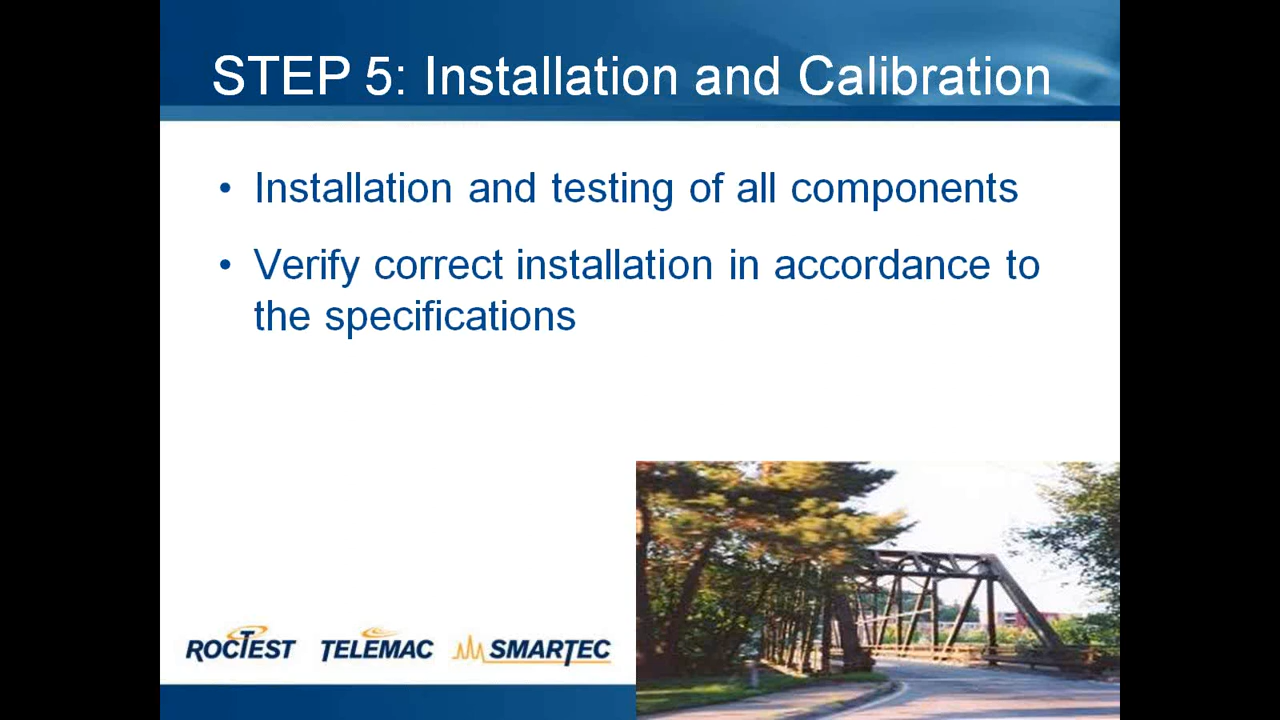 STEP 5: Installation and Calibration
• Installation and testing of all components
• Verify correct installation in accordance to
the specifications
ROCTEST TELEMAC SMARTEC